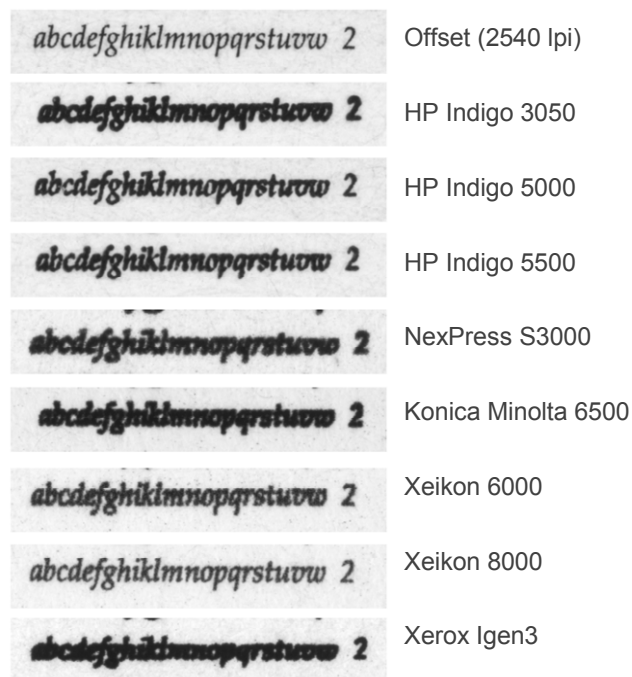 abcdefghiklmnopqrstuvw 2 Offset (2540 lpi)
abcdefghiklmnopqrstuvw 2 HP Indigo 3050
abcdefghiklmnopqrstuvw 2 HP Indigo 5000
abcdefghiklmnopqrstuvw 2 HP Indigo 5500
abcdefghiklmnopqrstuvw 2 NexPress S3000
abcdefghiklmnopqrstuvw 2 Konica Minolta 6500
abcdefghiklmnopqrstuvw 2 Xeikon 6000
abcdefghiklmnopqrstuvw 2 Xeikon 8000
abcdefghiklmnopqrstuvw 2 Xerox Igen3